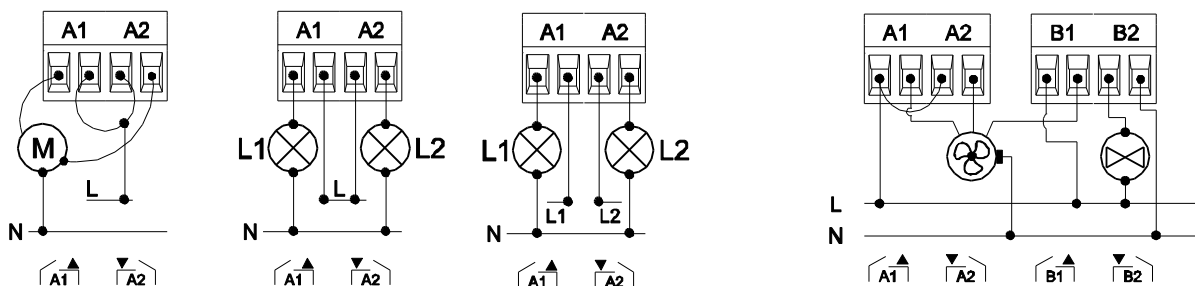 A1 A2
M
L
N
A1 ▲ ▼ A2
A1 A2
L1 L2
L
N
A1 ▲ ▼ A2
A1 A2
L1 L2
L1 L2
N
A1 ▲ ▼ A2
A1 A2 B1 B2
L
N
A1 ▲ ▼ A2 B1 ▲ ▼ B2